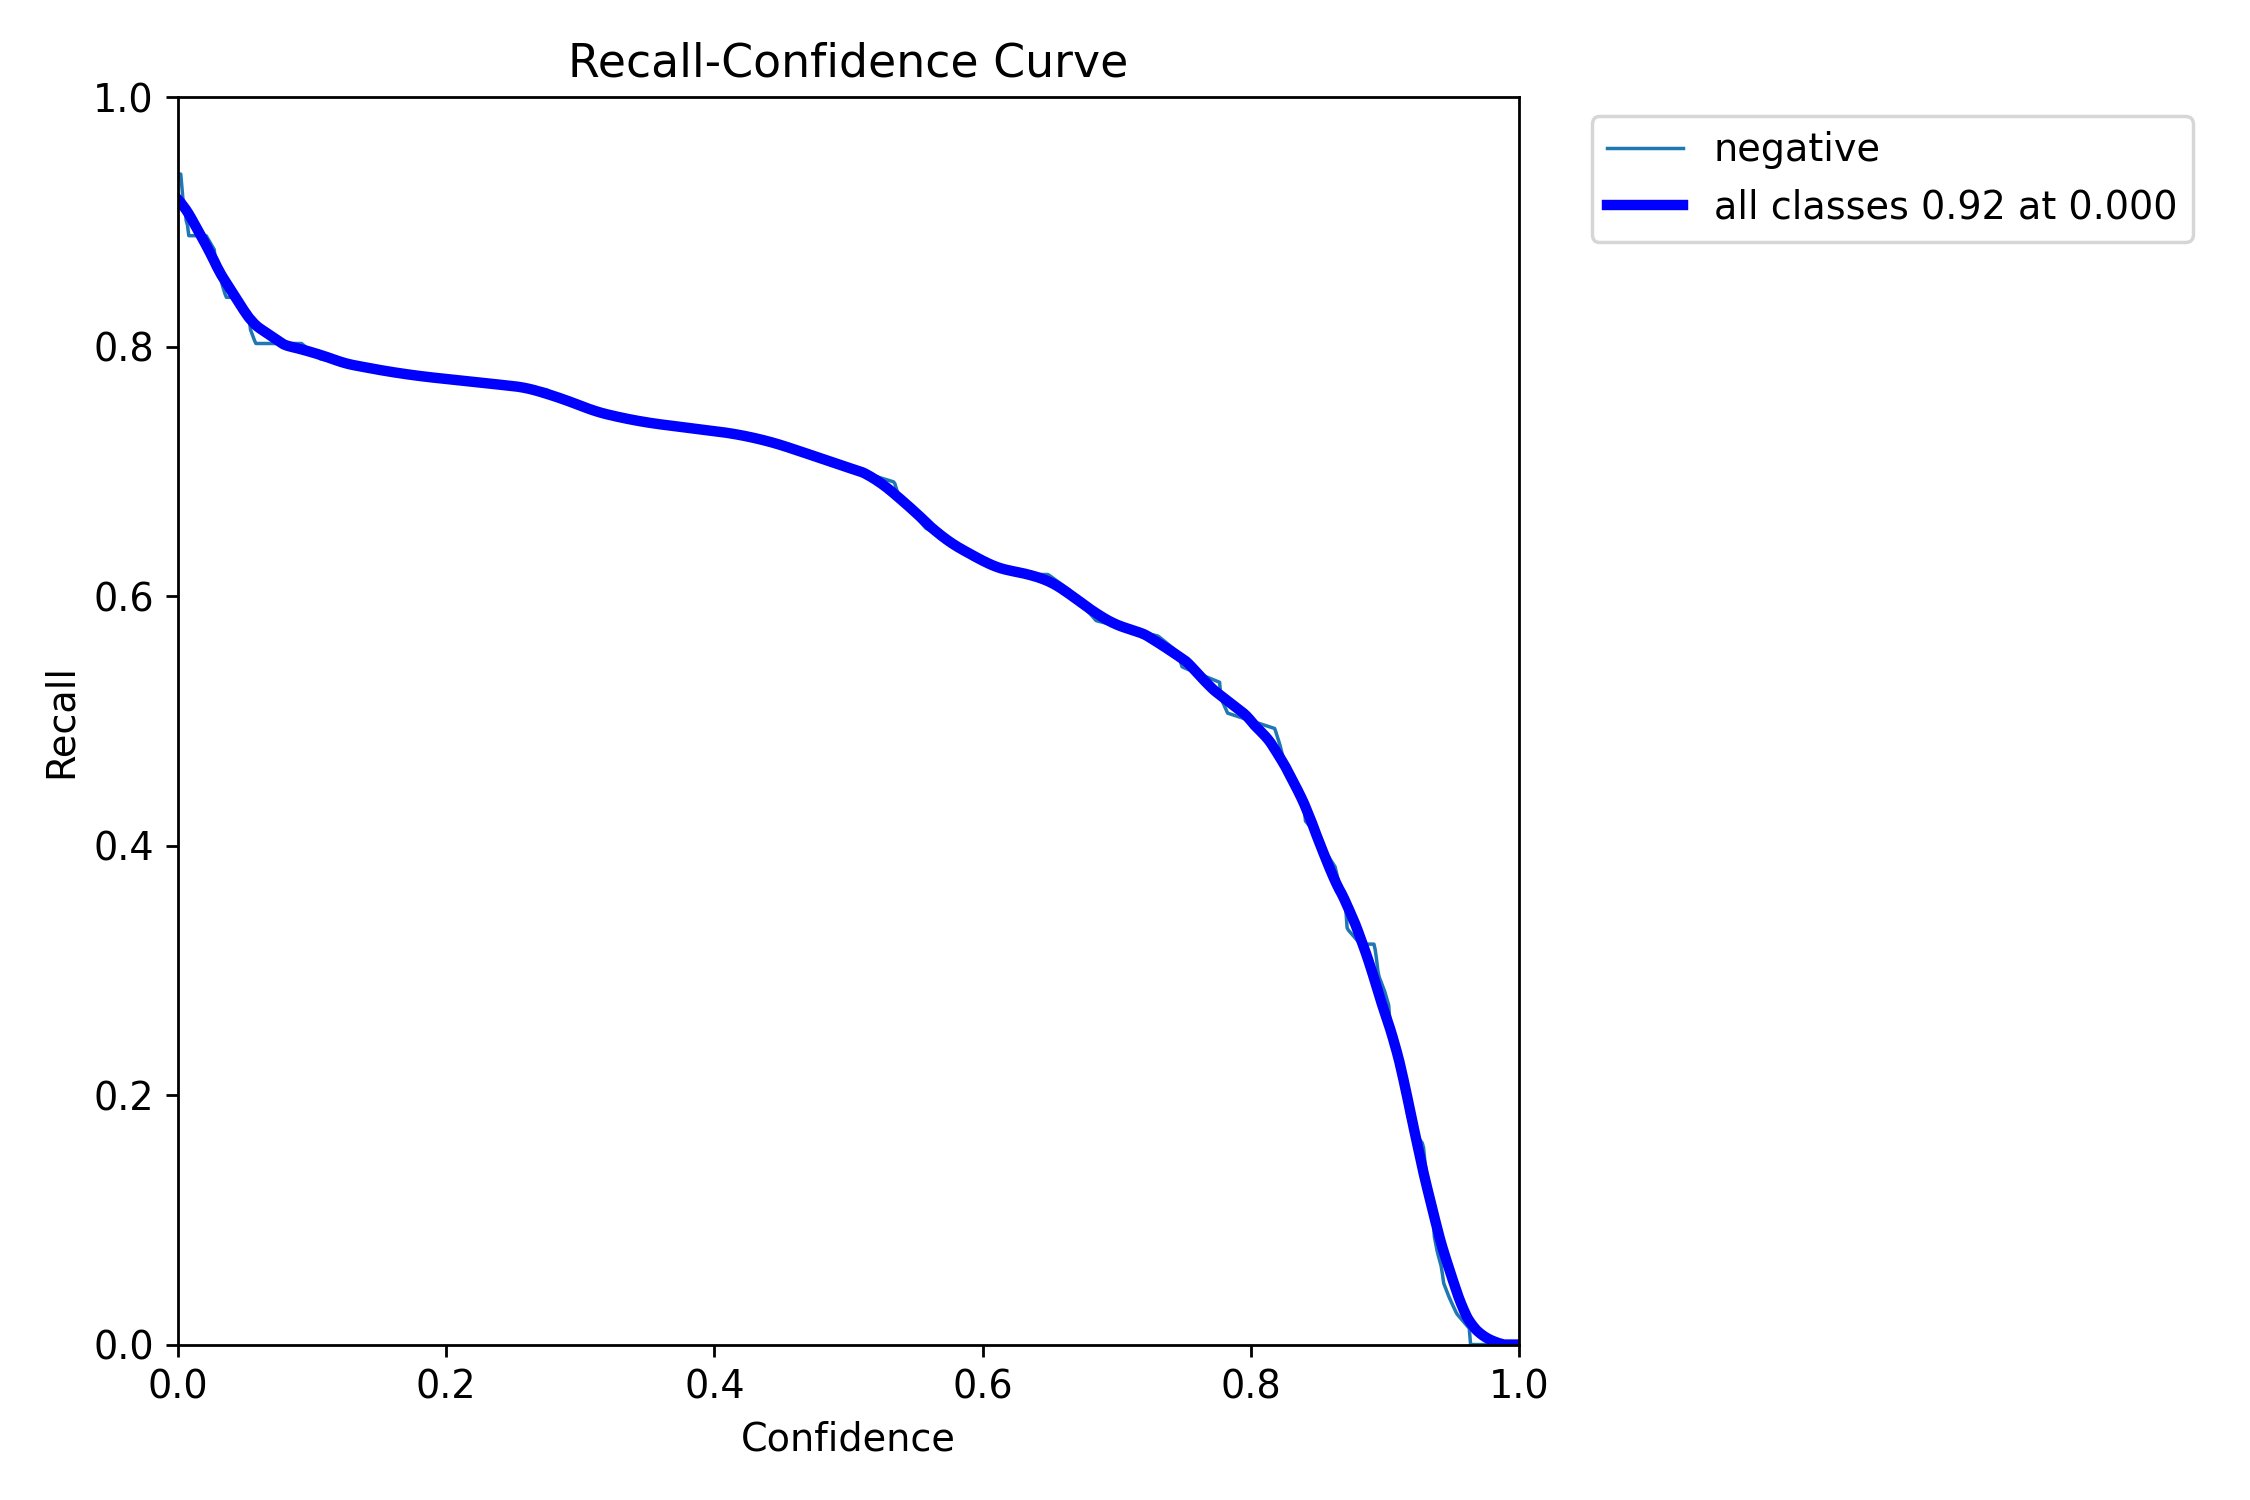 Recall-Confidence Curve
1.0
0.8
0.6
0.4
0.2
0.0
Recall
0.0 0.2 0.4 0.6 0.8 1.0
Confidence
negative
all classes 0.92 at 0.000